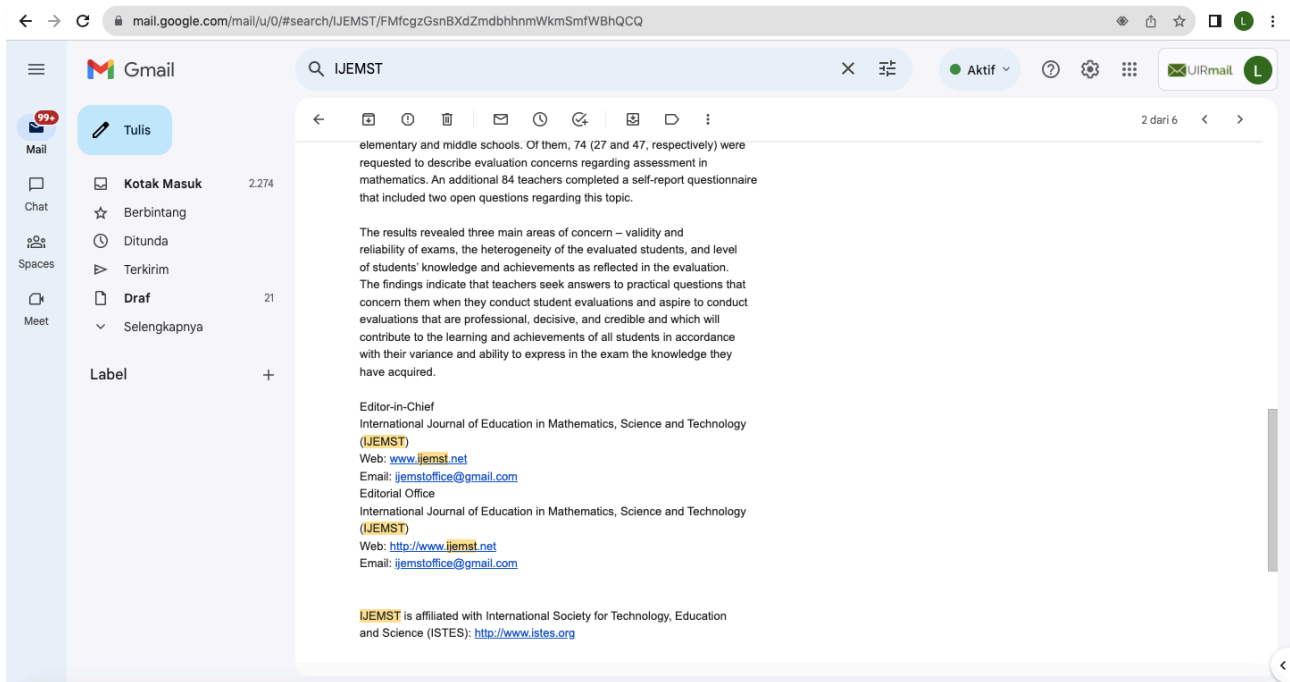 mail.google.com/mail/u/0/#search/IJEMST/FMfcgzGsnBXdZmdbhhnmWkmSmfWBhQCQ
L
Gmail
IJEMST
Aktif
UIRmail
L
99+
Mail
Chat
Spaces
Meet
Tulis
Kotak Masuk 2.274
Berbintang
Ditunda
Terkirim
Draf 21
Selengkapnya
Label
2 dari 6
elementary and middle schools. Of them, 74 (27 and 47, respectively) were
requested to describe evaluation concerns regarding assessment in
mathematics. An additional 84 teachers completed a self-report questionnaire
that included two open questions regarding this topic.
The results revealed three main areas of concern – validity and
reliability of exams, the heterogeneity of the evaluated students, and level
of students' knowledge and achievements as reflected in the evaluation.
The findings indicate that teachers seek answers to practical questions that
concern them when they conduct student evaluations and aspire to conduct
evaluations that are professional, decisive, and credible and which will
contribute to the learning and achievements of all students in accordance
with their variance and ability to express in the exam the knowledge they
have acquired.
Editor-in-Chief
International Journal of Education in Mathematics, Science and Technology
(IJEMST)
Web: www.ijemst.net
Email: ijemstoffice@gmail.com
Editorial Office
International Journal of Education in Mathematics, Science and Technology
(IJEMST)
Web: http://www.ijemst.net
Email: ijemstoffice@gmail.com
IJEMST is affiliated with International Society for Technology, Education
and Science (ISTES): http://www.istes.org